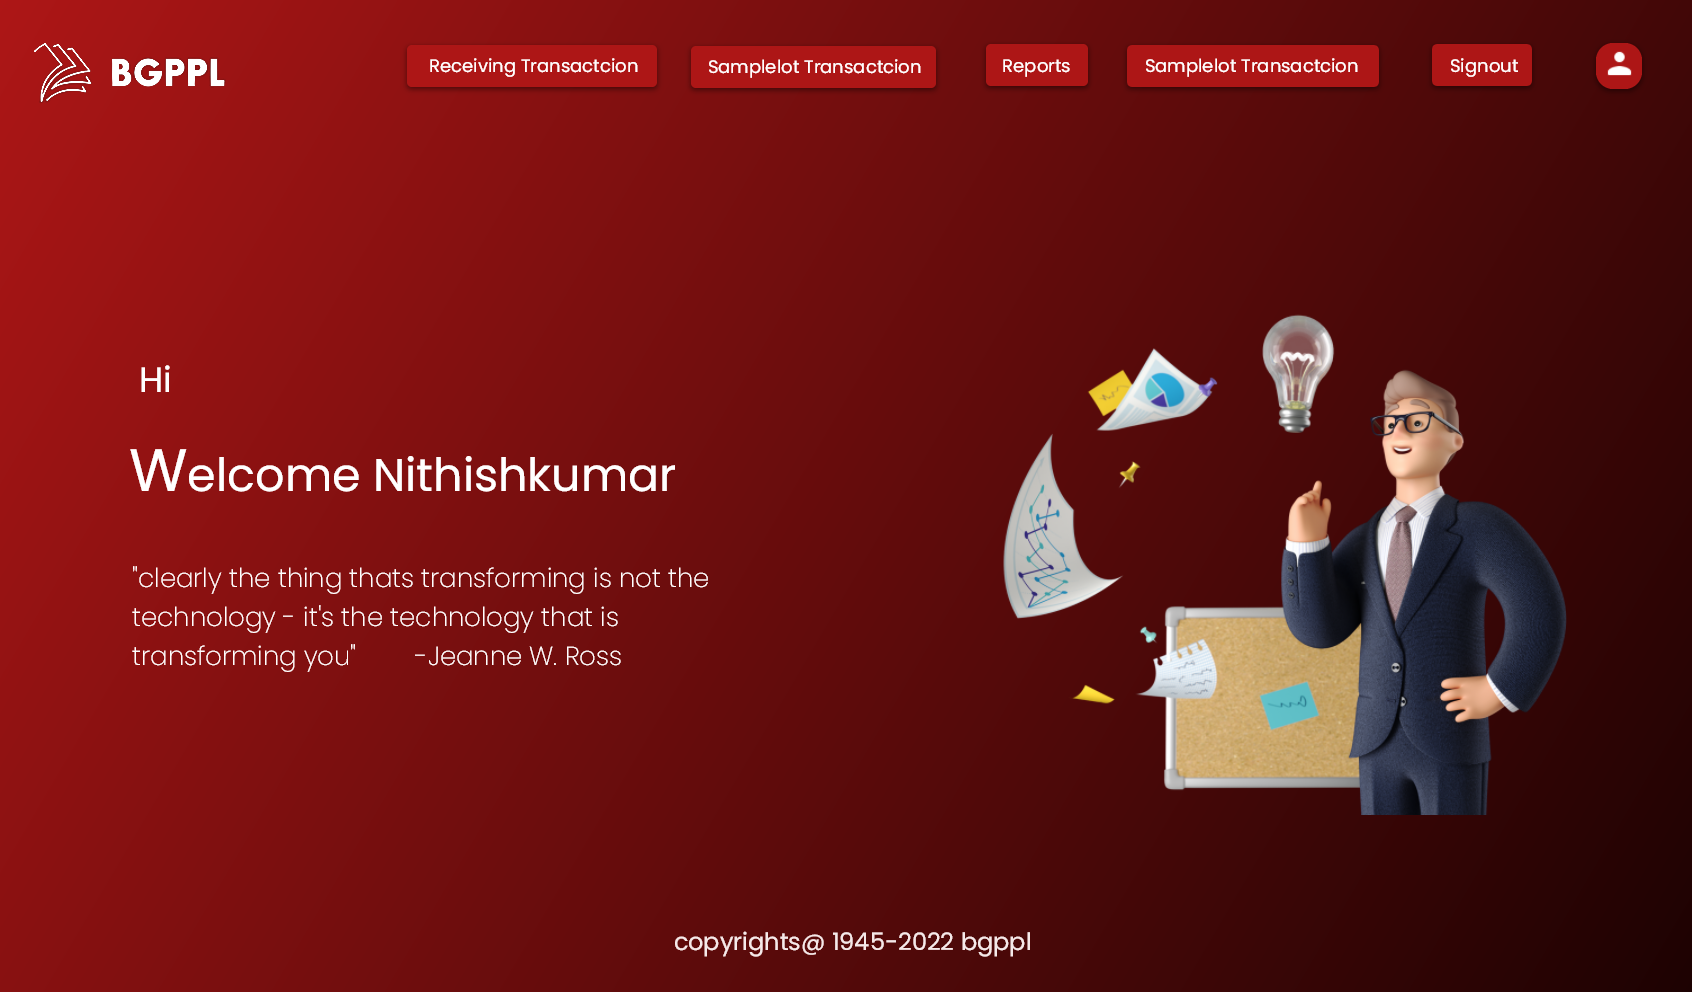 BGPPL
Receiving Transactcion
Samplelot Transactcion
Reports
Samplelot Transactcion
Signout
Hi
Welcome Nithishkumar
"clearly the thing thats transforming is not the
technology - it's the technology that is
transforming you" -Jeanne W. Ross
copyrights@ 1945-2022 bgppl